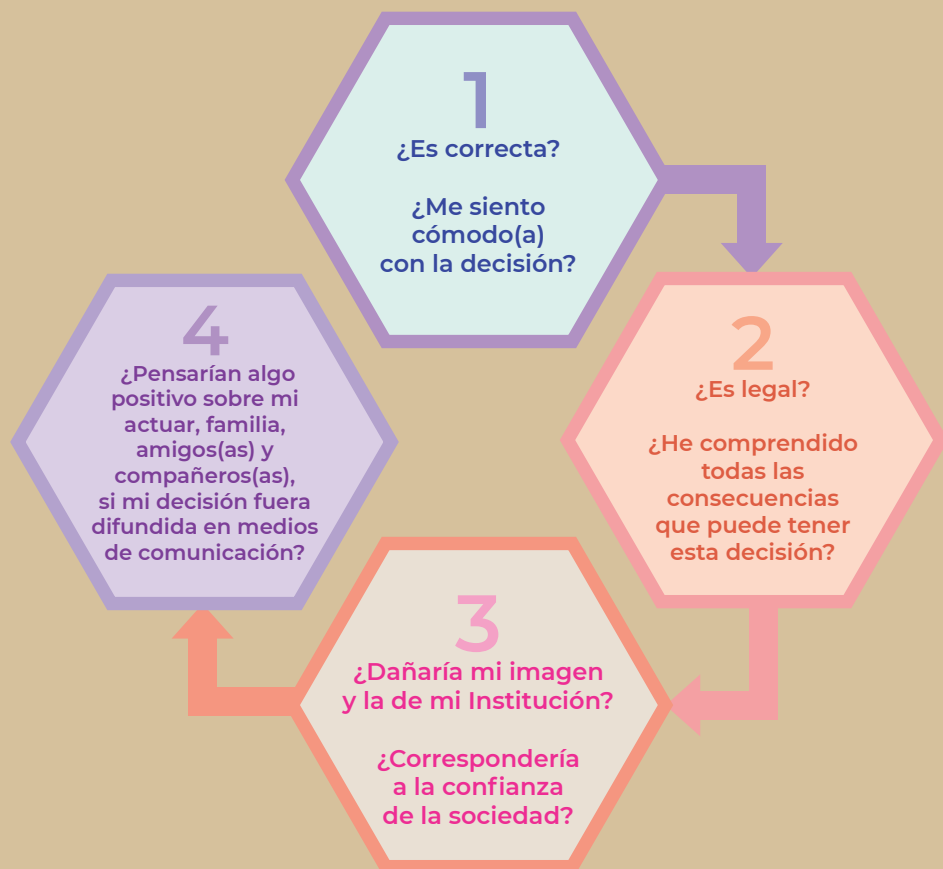 1
¿Es correcta?
¿Me siento
cómodo(a)
con la decisión?
2
¿Es legal?
¿He comprendido
todas las
consecuencias
que puede tener
esta decisión?
3
¿Dañaría mi imagen
y la de mi Institución?
¿Correspondería
a la confianza
de la sociedad?
4
¿Pensarían algo
positivo sobre mi
actuar, familia,
amigos(as) y
compañeros(as),
si mi decisión fuera
difundida en medios
de comunicación?